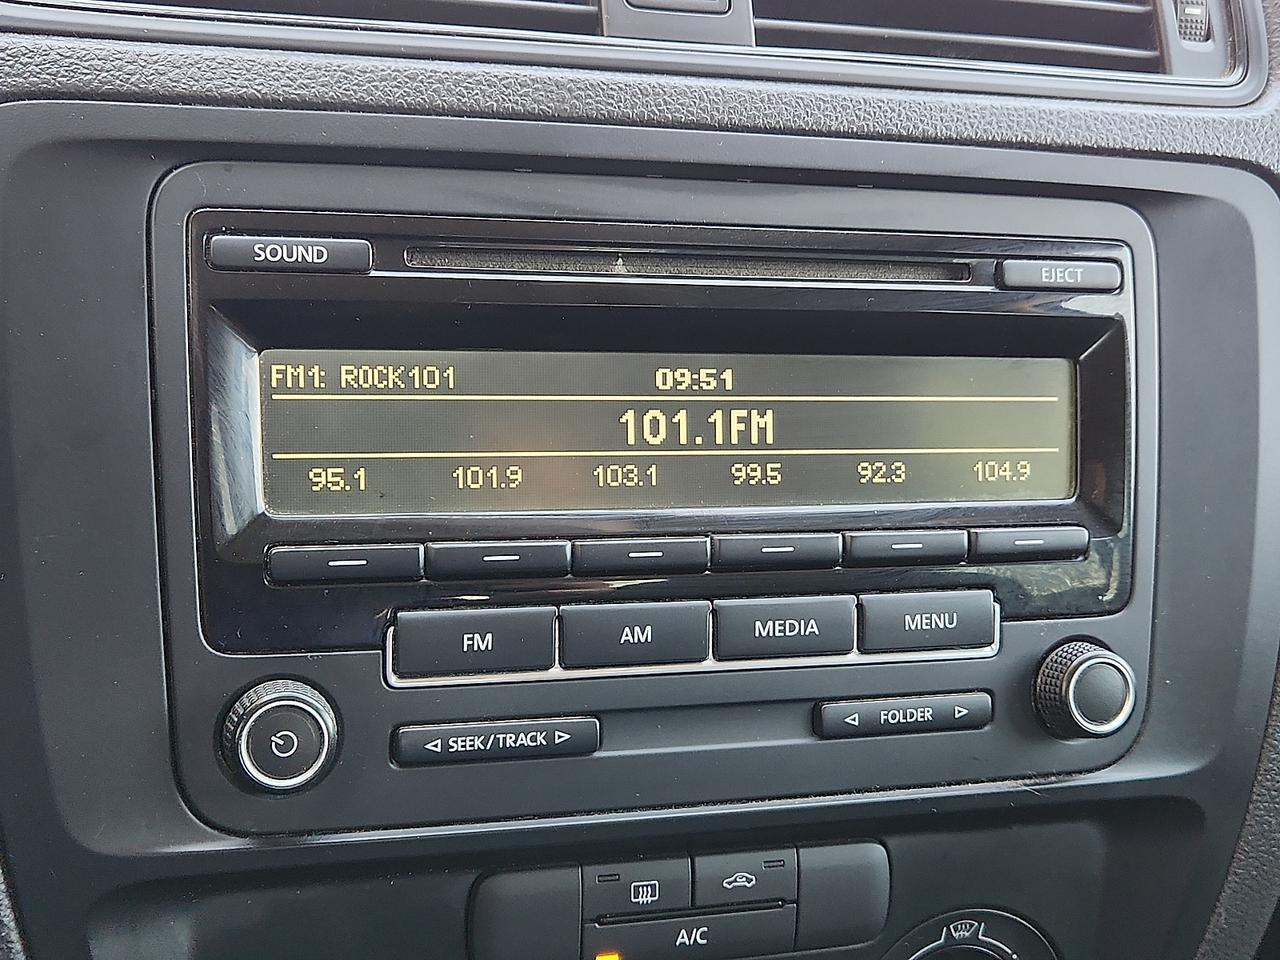 SOUND
EJECT
FM1: ROCK101 09:51
101.1FM
95.1 101.9 103.1 99.5 92.3 104.9
FM AM MEDIA MENU
SEEK/TRACK FOLDER
A/C